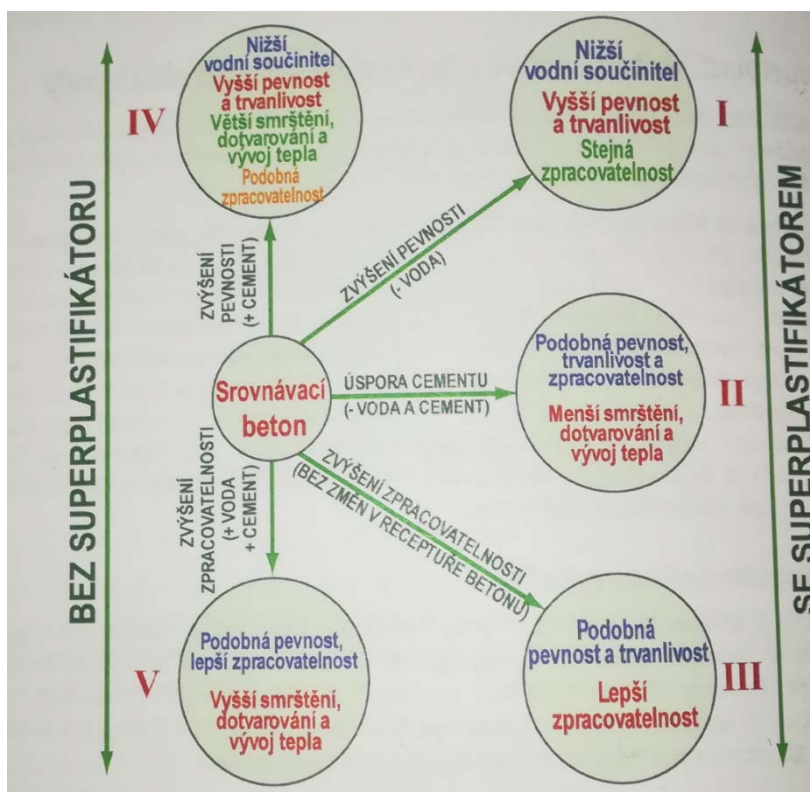 BEZ SUPERPLASTIFIKÁTORU
IV
Nižší
vodní součinitel
Vyšší pevnost
a trvanlivost
Větší smrštění,
dotvarování a
vývoj tepla
Podobná
zpracovatelnost
Nižší
vodní součinitel
Vyšší pevnost
a trvanlivost
Stejná
zpracovatelnost
I
SE SUPERPLASTIFIKÁTOREM
ZVÝŠENÍ
PEVNOSTI
(+ CEMENT)
ZVÝŠENÍ PEVNOSTI
(- VODA)
Srovnávací
beton
ÚSPORA CEMENTU
(- VODA A CEMENT)
Podobná pevnost,
trvanlivost a
zpracovatelnost
Menší smrštění,
dotvarování a
vývoj tepla
II
ZVÝŠENÍ
ZPRACOVATELNOSTI
(+ VODA
+ CEMENT)
ZVÝŠENÍ ZPRACOVATELNOSTI
(BEZ ZMĚN V RECEPTUŘE BETONU)
V
Podobná pevnost,
lepší zpracovatelnost
Vyšší smrštění,
dotvarování a
vývoj tepla
Podobná
pevnost a trvanlivost
Lepší
zpracovatelnost
III